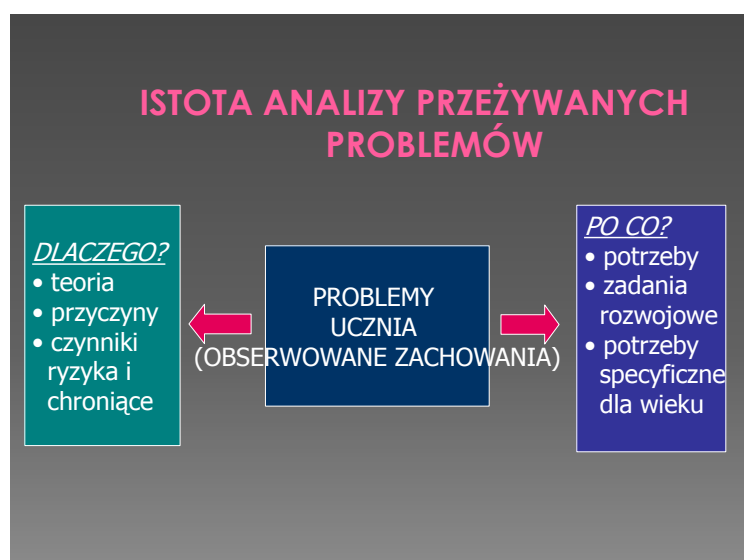 ISTOTA ANALIZY PRZEŻYWANYCH
PROBLEMÓW
DLACZEGO?
• teoria
• przyczyny
• czynniki
ryzyka i
chroniące
PROBLEMY
UCZNIA
(OBSERWOWANE ZACHOWANIA)
PO CO?
• potrzeby
• zadania
rozwojowe
• potrzeby
specyficzne
dla wieku